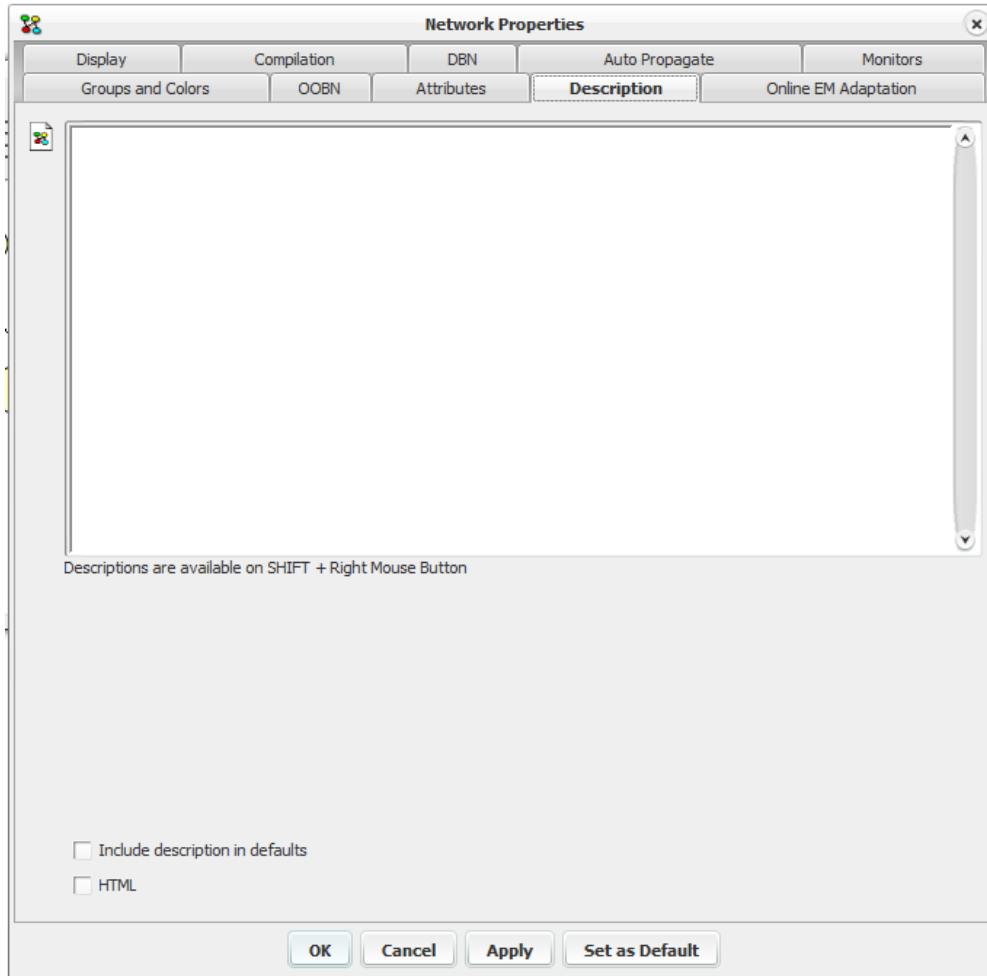 Network Properties
Display Compilation DBN Auto Propagate Monitors
Groups and Colors OOBN Attributes Description Online EM Adaptation
Descriptions are available on SHIFT + Right Mouse Button
Include description in defaults
HTML
OK Cancel Apply Set as Default